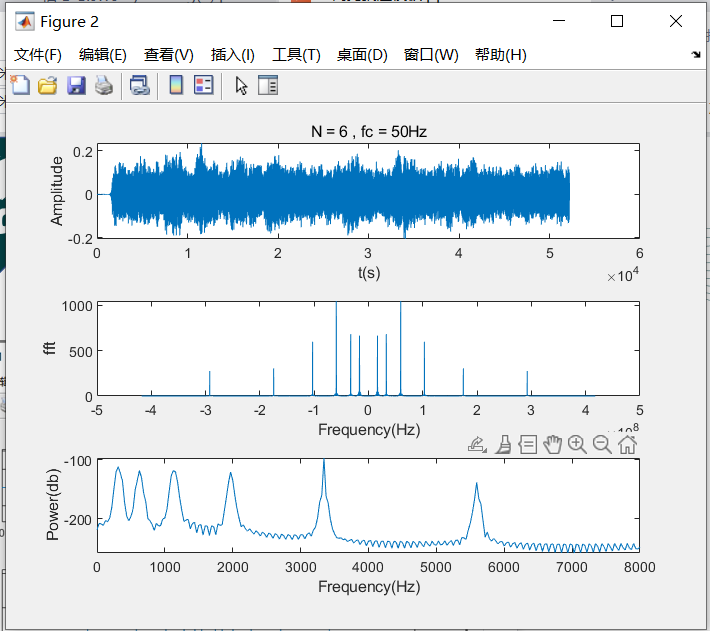 Figure 2
文件(F) 编辑(E) 查看(V) 插入(I) 工具(T) 桌面(D) 窗口(W) 帮助(H)
N = 6 , fc = 50Hz
0.2
0
-0.2
Amplitude
0 1 2 3 4 5 6
t(s)
×10⁴
1000
500
0
fft
-5 -4 -3 -2 -1 0 1 2 3 4 5
Frequency(Hz)
×10⁸
-100
-200
Power(db)
0 1000 2000 3000 4000 5000 6000 7000 8000
Frequency(Hz)